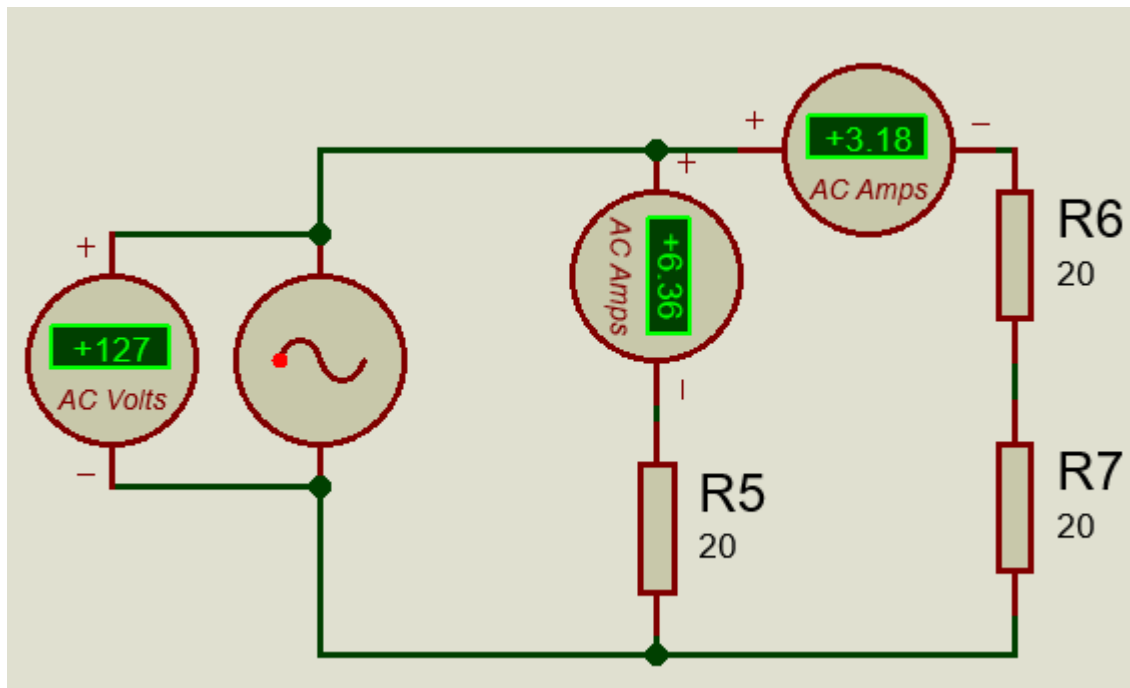 +
+3.18
−
AC Amps
R6
20
+
+6.36
AC Amps
−
+
+127
AC Volts
−
R5
20
R7
20